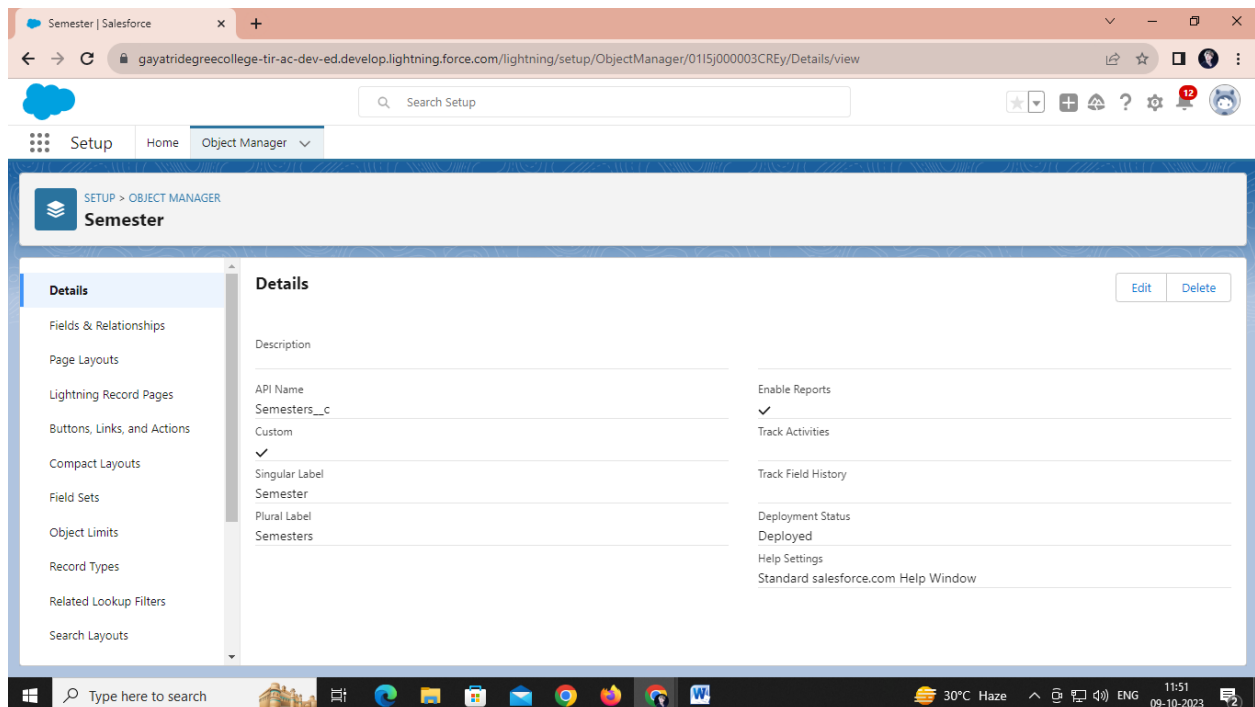 Semester | Salesforce
gayatridegreecollege-tir-ac-dev-ed.develop.lightning.force.com/lightning/setup/ObjectManager/01I5j000003CREy/Details/view
Search Setup
12
Setup Home Object Manager
SETUP > OBJECT MANAGER
Semester
Details
Fields & Relationships
Page Layouts
Lightning Record Pages
Buttons, Links, and Actions
Compact Layouts
Field Sets
Object Limits
Record Types
Related Lookup Filters
Search Layouts
Details
Edit Delete
Description
API Name
Semesters__c
Custom
Singular Label
Semester
Plural Label
Semesters
Enable Reports
Track Activities
Track Field History
Deployment Status
Deployed
Help Settings
Standard salesforce.com Help Window
Type here to search
30°C Haze
ENG
11:51
09-10-2023
2